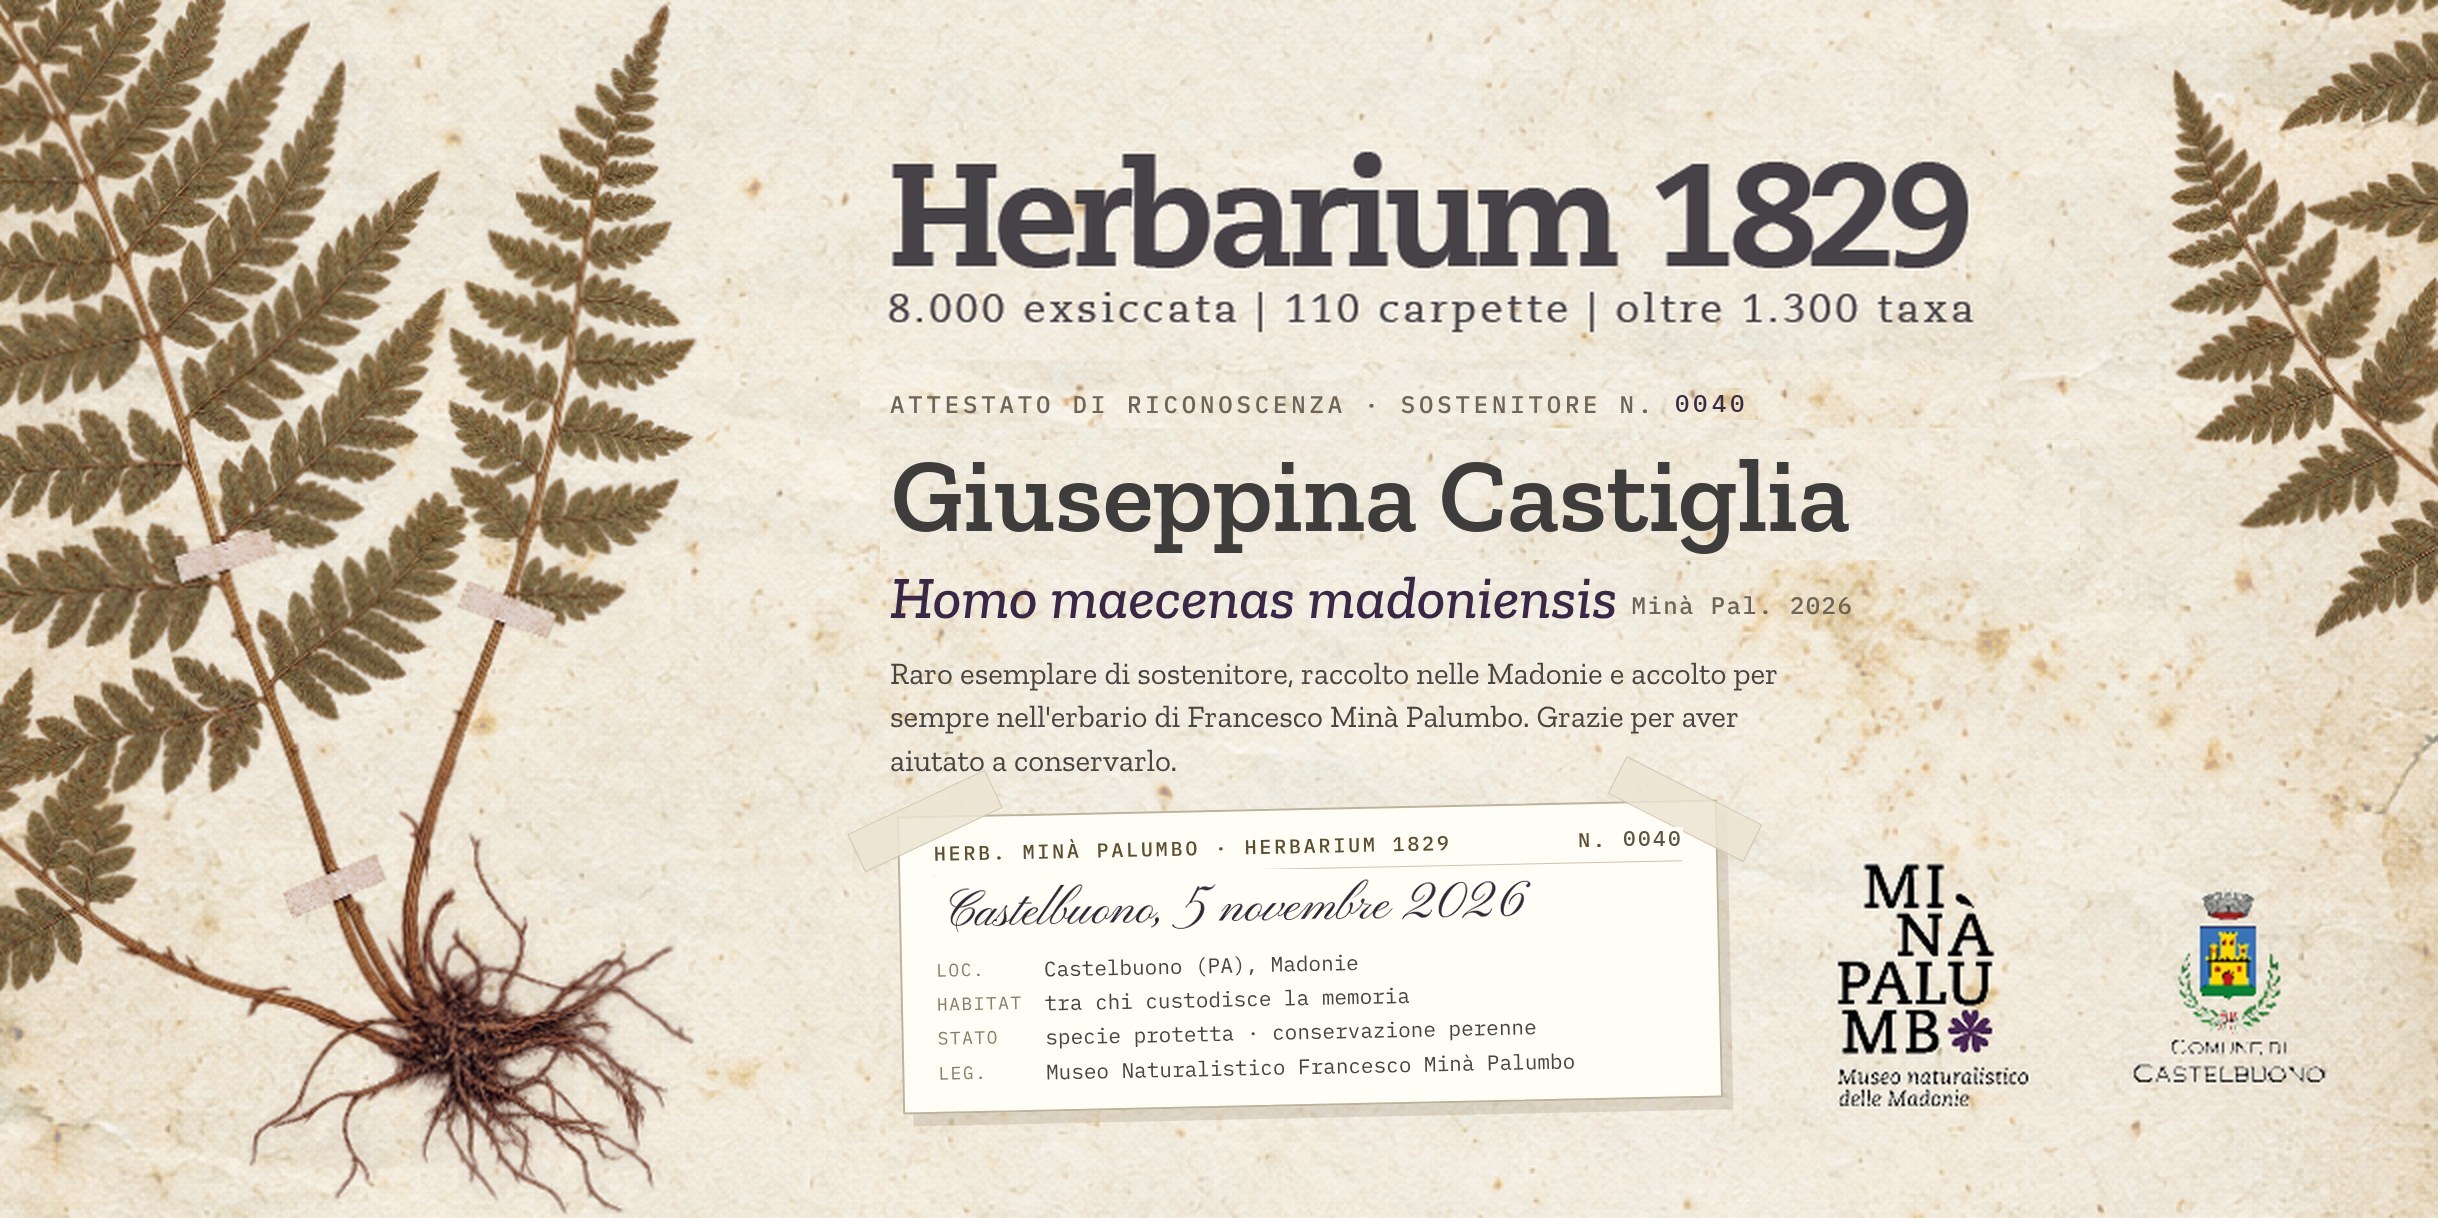 Herbarium 1829
8.000 exsiccata | 110 carpette | oltre 1.300 taxa
ATTESTATO DI RICONOSCENZA · SOSTENITORE N. 0040
Giuseppina Castiglia
Homo maecenas madoniensis Minà Pal. 2026
Raro esemplare di sostenitore, raccolto nelle Madonie e accolto per
sempre nell'erbario di Francesco Minà Palumbo. Grazie per aver
aiutato a conservarlo.
HERB. MINÀ PALUMBO · HERBARIUM 1829 N. 0040
Castelbuono, 5 novembre 2026
LOC. Castelbuono (PA), Madonie
HABITAT tra chi custodisce la memoria
STATO specie protetta · conservazione perenne
LEG. Museo Naturalistico Francesco Minà Palumbo
MI
NÀ
PALU
MB
Museo naturalistico
delle Madonie
COMUNE DI
CASTELBUONO